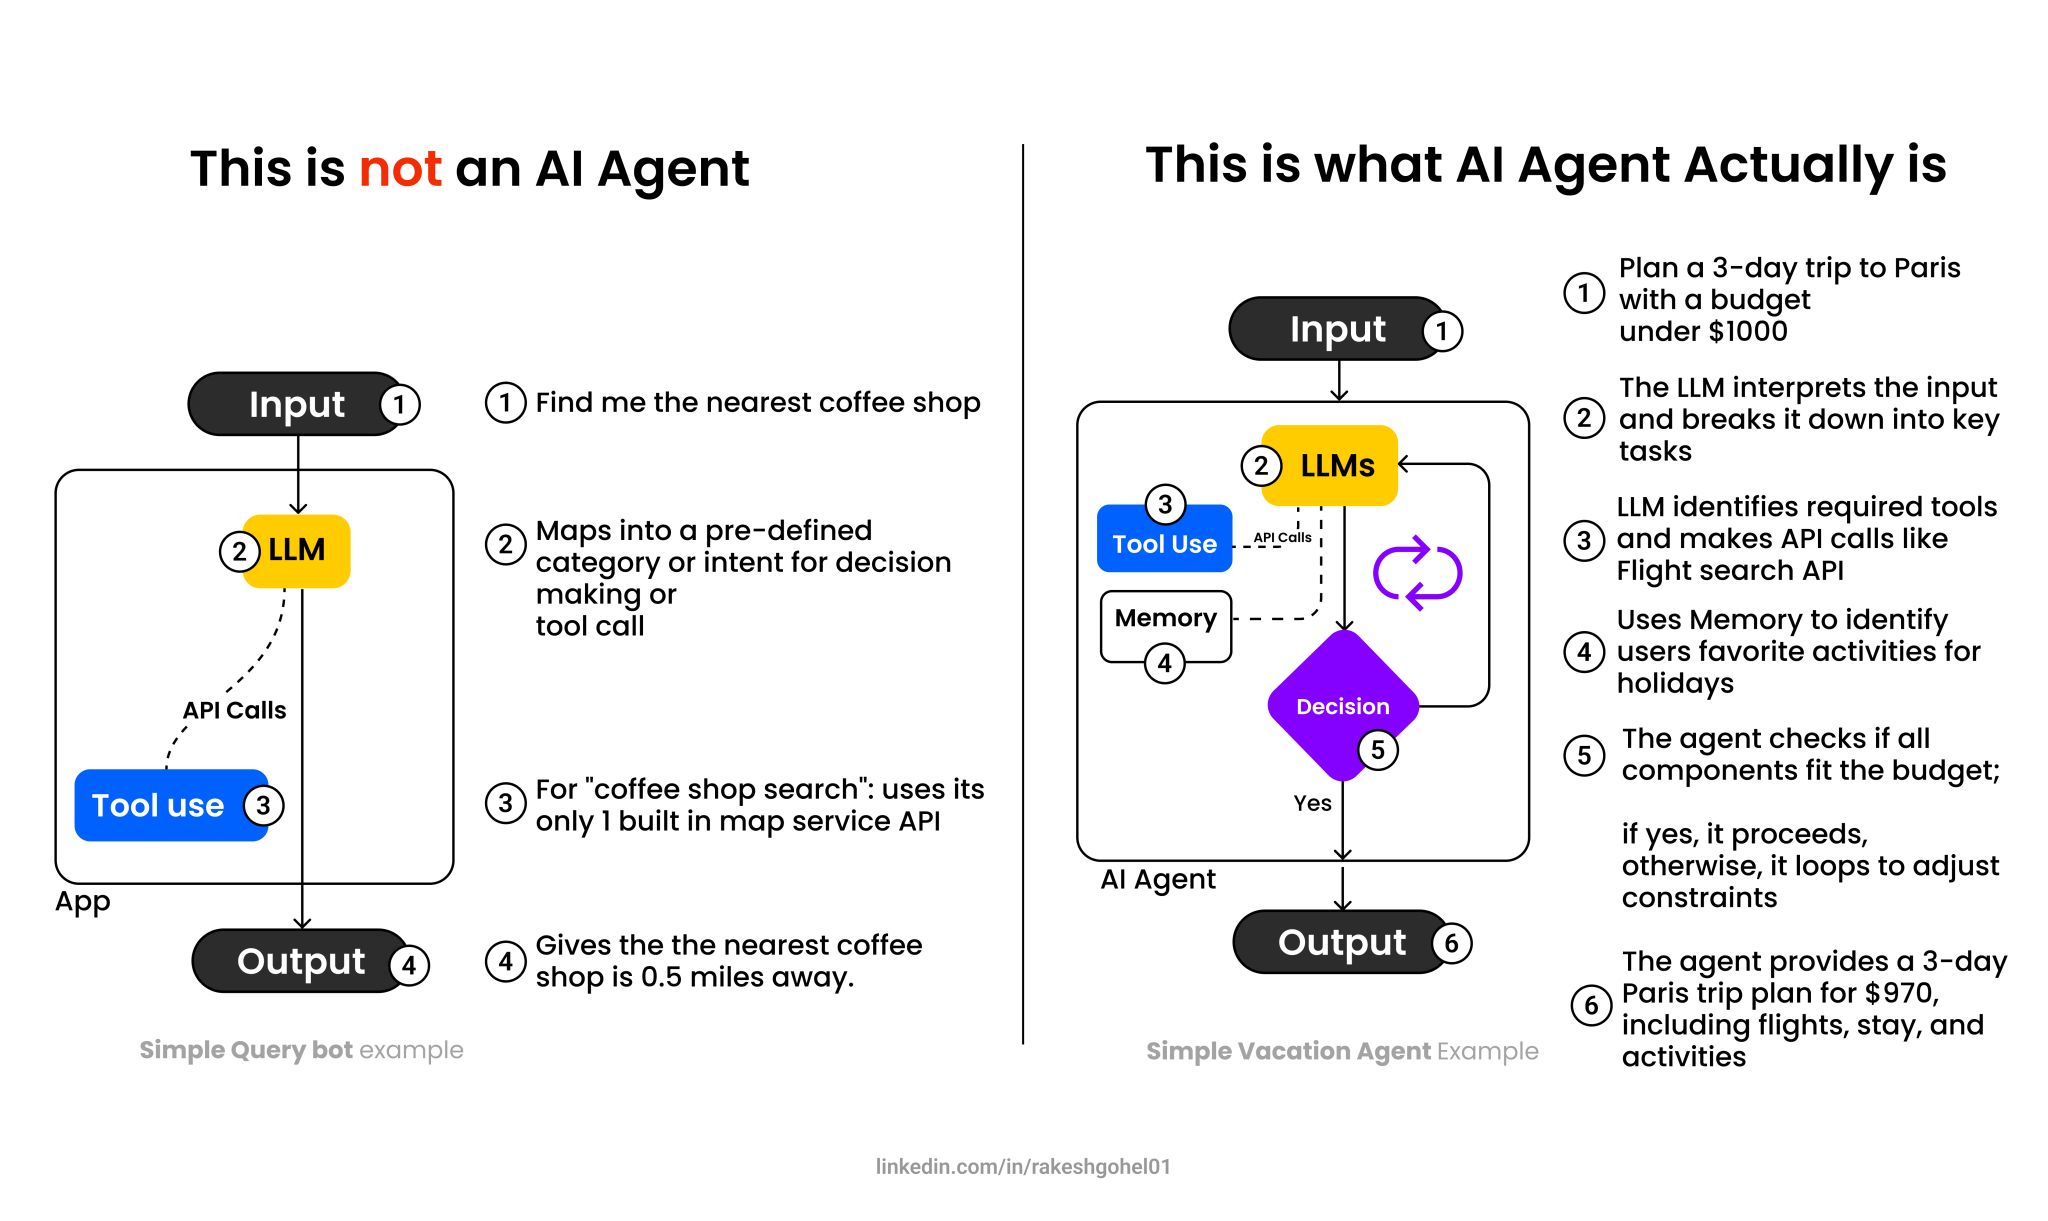 This is not an AI Agent
Input
1
1
Find me the nearest coffee shop
2
LLM
2
Maps into a pre-defined
category or intent for decision
making or
tool call
API Calls
Tool use
3
3
For "coffee shop search": uses its
only 1 built in map service API
App
Output
4
4
Gives the the nearest coffee
shop is 0.5 miles away.
Simple Query bot example
This is what AI Agent Actually is
Input
1
1
Plan a 3-day trip to Paris
with a budget
under $1000
2
LLMs
2
The LLM interprets the input
and breaks it down into key
tasks
3
Tool Use
API Calls
3
LLM identifies required tools
and makes API calls like
Flight search API
Memory
4
4
Uses Memory to identify
users favorite activities for
holidays
Decision
5
5
The agent checks if all
components fit the budget;
if yes, it proceeds,
otherwise, it loops to adjust
constraints
Yes
AI Agent
Output
6
6
The agent provides a 3-day
Paris trip plan for $970,
including flights, stay, and
activities
Simple Vacation Agent Example
linkedin.com/in/rakeshgohel01